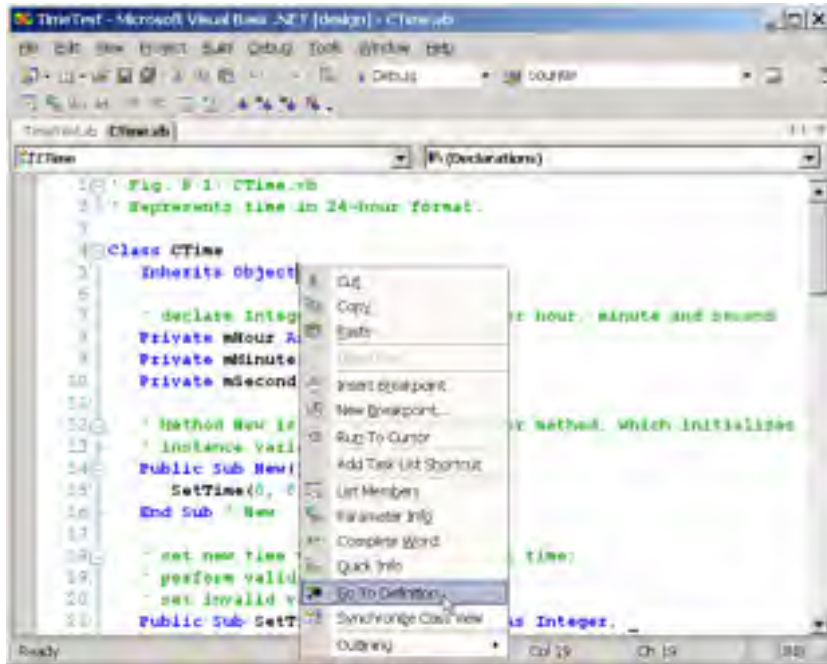 TimeTest - Microsoft Visual Basic .NET [design] - CTime.vb
File Edit View Project Build Debug Tools Window Help
Debug counter
TimeTest.vb CTime.vb
CTime (Declarations)
1 ' Fig. 8.1: CTime.vb
2 ' Represents time in 24-hour format.
3
4 Class CTime
5 Inherits Object
6
7 ' declare Integ r hour, minute and second
8 Private mHour A
9 Private mMinute
10 Private mSecond
11
12 ' Method New is r method, which initializes
13 ' instance vari
14 Public Sub New(
15 SetTime(0, 0
16 End Sub ' New
17
18 ' set new time v time:
19 ' perform valid
20 ' set invalid v
21 Public Sub SetT As Integer, _
Cut
Copy
Paste
Insert Breakpoint
New Breakpoint...
Run To Cursor
Add Task List Shortcut
List Members
Parameter Info
Complete Word
Quick Info
Go To Definition
Synchronize Class View
Outlining
Ready Col 19 Ch 19 INS